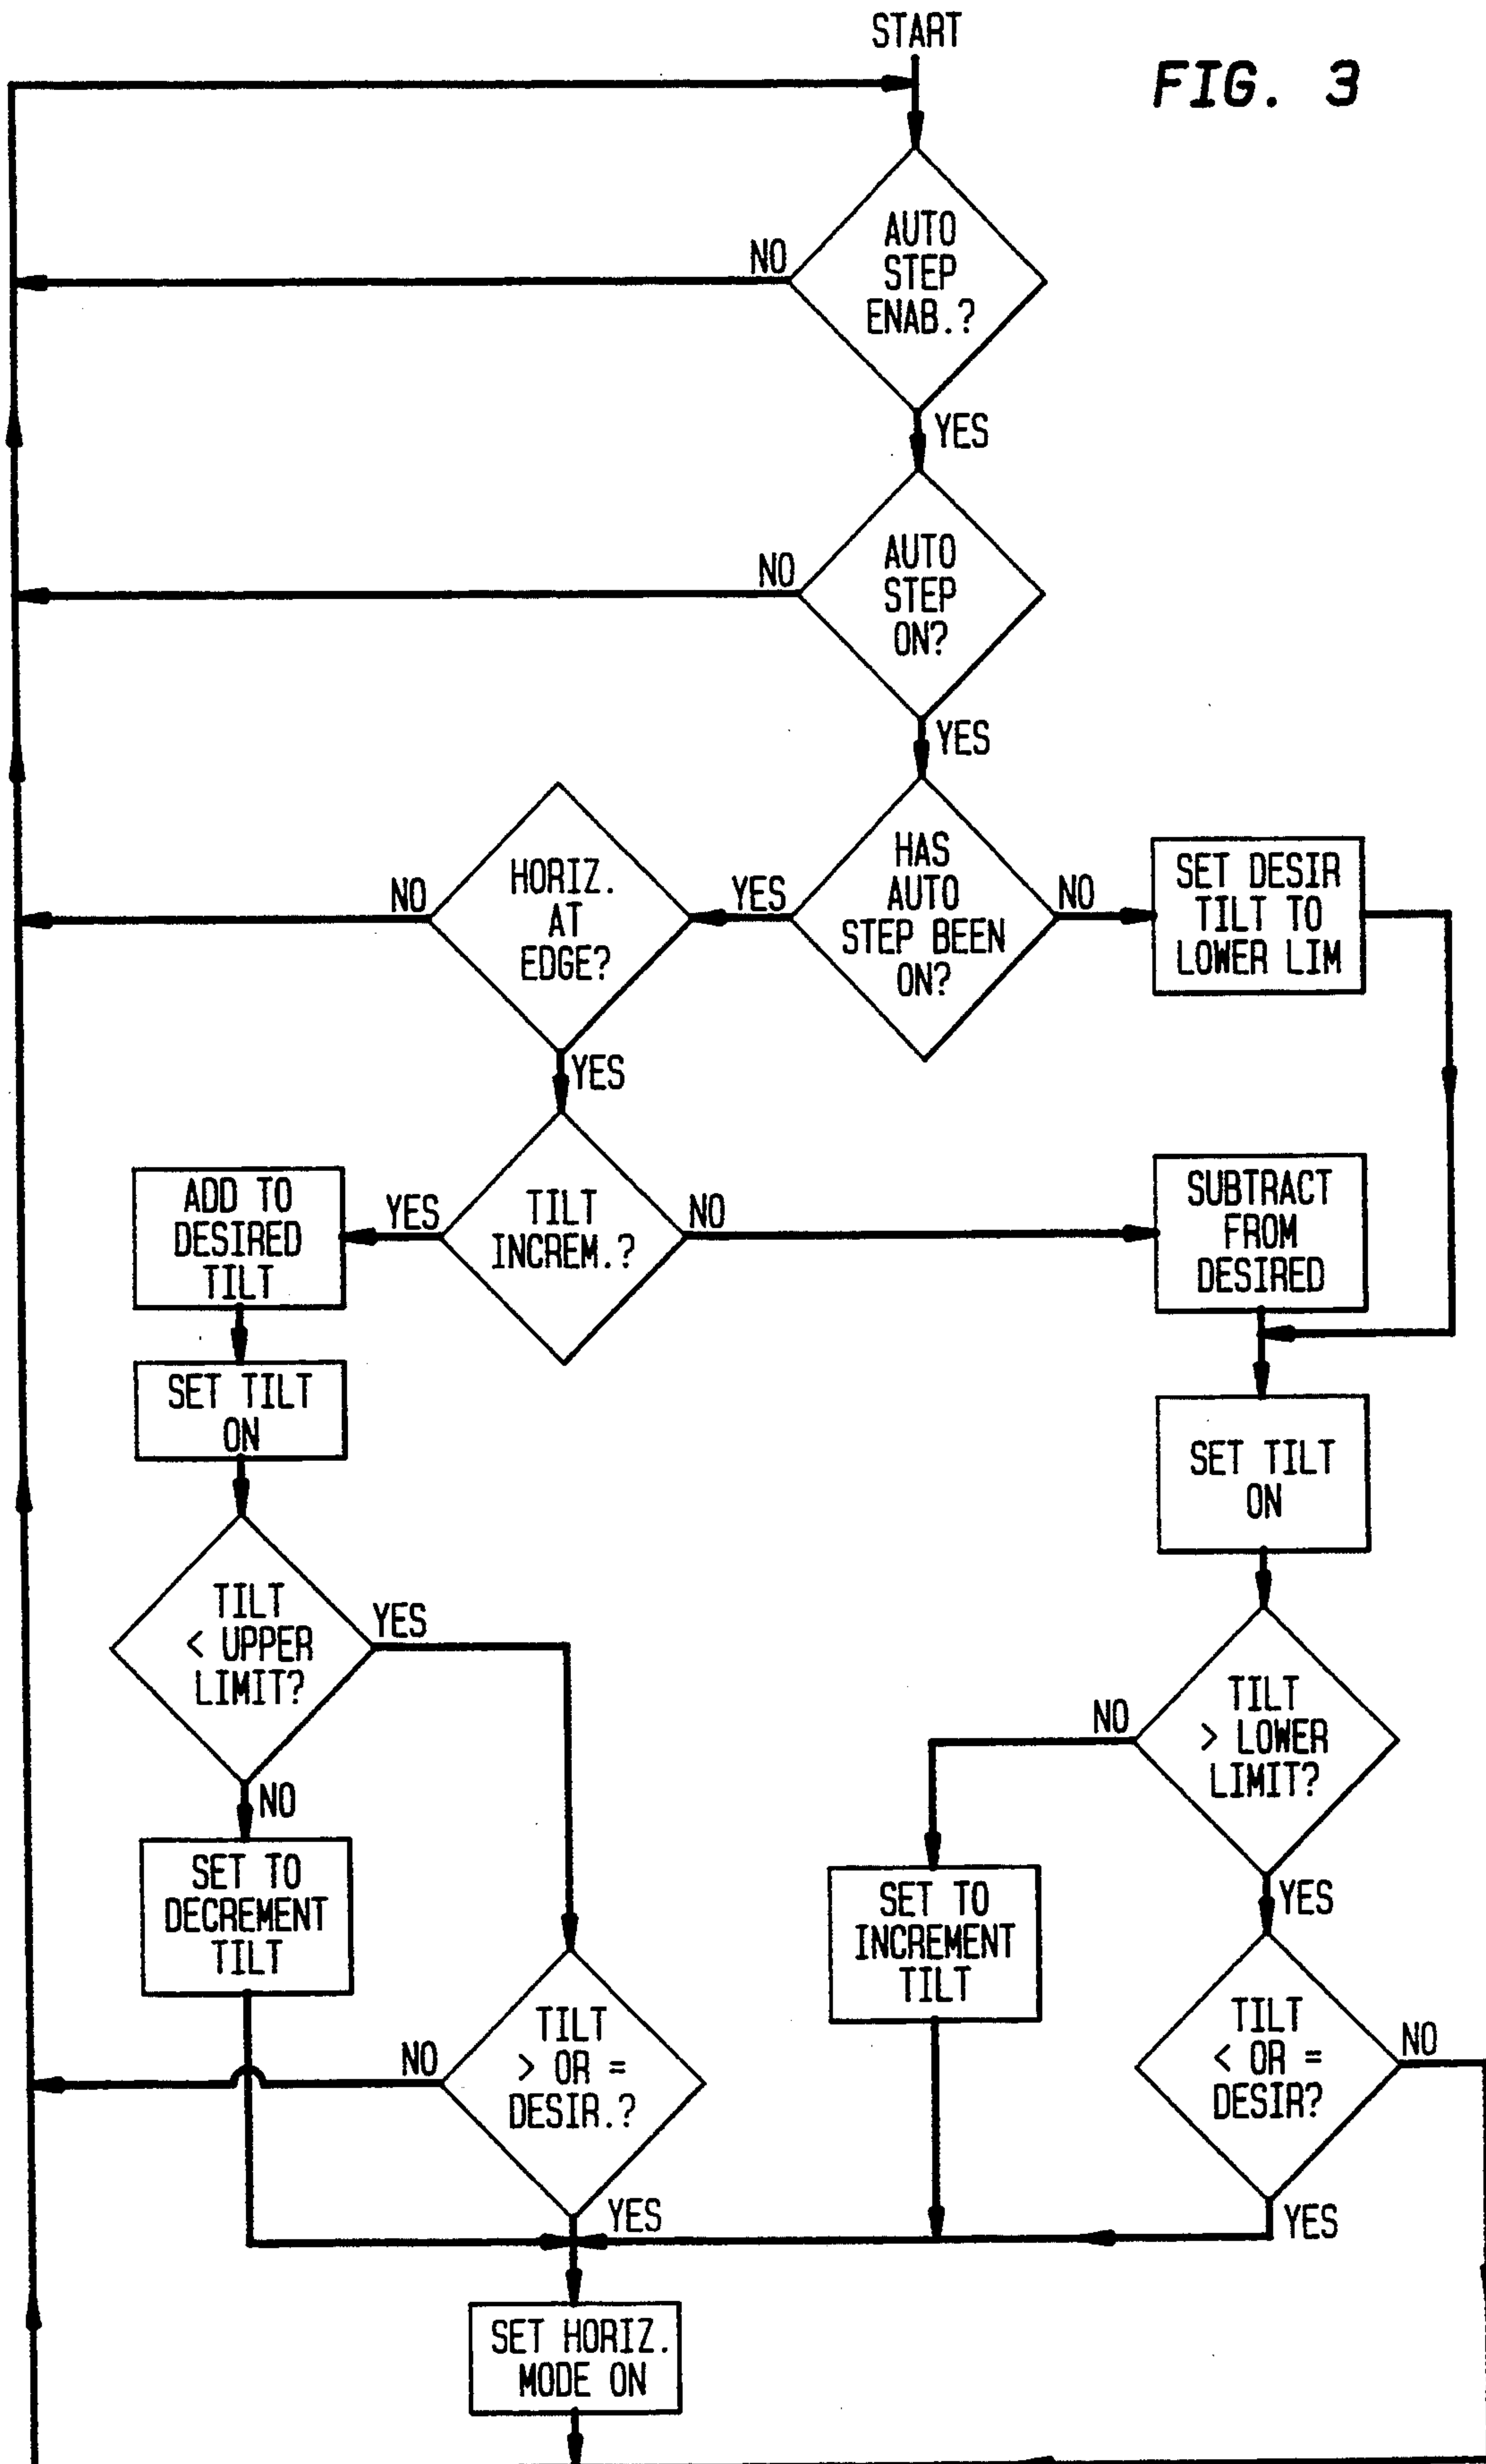 START
FIG. 3
AUTO
STEP
ENAB.?
NO
YES
AUTO
STEP
ON?
NO
YES
HAS
AUTO
STEP BEEN
ON?
YES
NO
HORIZ.
AT
EDGE?
NO
YES
SET DESIR
TILT TO
LOWER LIM
TILT
INCREM.?
YES
NO
ADD TO
DESIRED
TILT
SUBTRACT
FROM
DESIRED
SET TILT
ON
SET TILT
ON
TILT
< UPPER
LIMIT?
YES
NO
TILT
> LOWER
LIMIT?
NO
YES
SET TO
DECREMENT
TILT
SET TO
INCREMENT
TILT
TILT
> OR =
DESIR.?
NO
YES
TILT
< OR =
DESIR?
NO
YES
SET HORIZ.
MODE ON